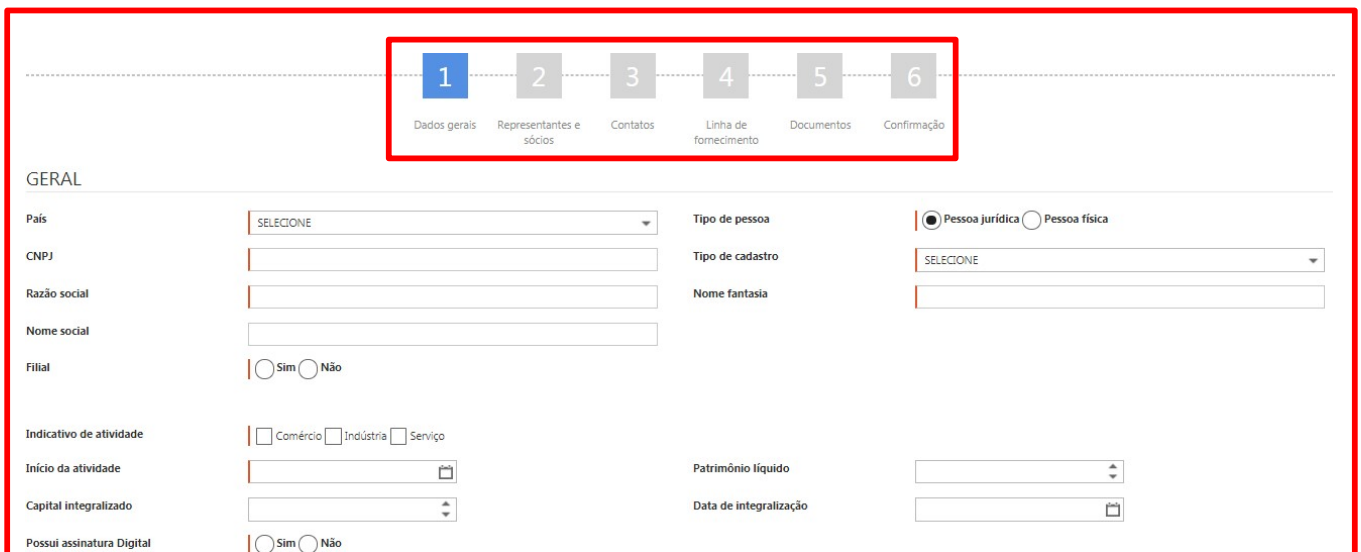 1 2 3 4 5 6
Dados gerais Representantes e sócios Contatos Linha de fornecimento Documentos Confirmação
GERAL
País SELECIONE Tipo de pessoa Pessoa jurídica Pessoa física
CNPJ Tipo de cadastro SELECIONE
Razão social Nome fantasia
Nome social
Filial Sim Não
Indicativo de atividade Comércio Indústria Serviço
Início da atividade Patrimônio líquido
Capital integralizado Data de integralização
Possui assinatura Digital Sim Não